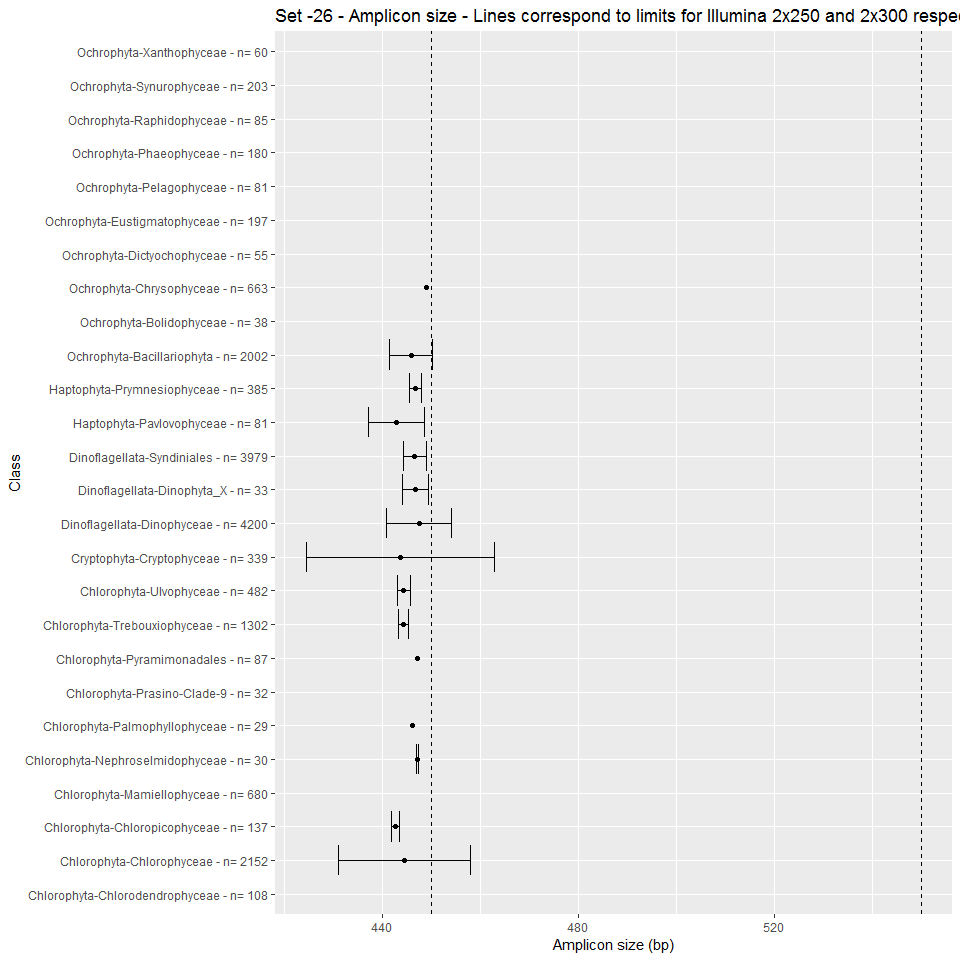 Set -26 - Amplicon size - Lines correspond to limits for Illumina 2x250 and 2x300 respec
Ochrophyta-Xanthophyceae - n= 60
Ochrophyta-Synurophyceae - n= 203
Ochrophyta-Raphidophyceae - n= 85
Ochrophyta-Phaeophyceae - n= 180
Ochrophyta-Pelagophyceae - n= 81
Ochrophyta-Eustigmatophyceae - n= 197
Ochrophyta-Dictyochophyceae - n= 55
Ochrophyta-Chrysophyceae - n= 663
Ochrophyta-Bolidophyceae - n= 38
Ochrophyta-Bacillariophyta - n= 2002
Haptophyta-Prymnesiophyceae - n= 385
Haptophyta-Pavlovophyceae - n= 81
Dinoflagellata-Syndiniales - n= 3979
Dinoflagellata-Dinophyta_X - n= 33
Dinoflagellata-Dinophyceae - n= 4200
Cryptophyta-Cryptophyceae - n= 339
Chlorophyta-Ulvophyceae - n= 482
Chlorophyta-Trebouxiophyceae - n= 1302
Chlorophyta-Pyramimonadales - n= 87
Chlorophyta-Prasino-Clade-9 - n= 32
Chlorophyta-Palmophyllophyceae - n= 29
Chlorophyta-Nephroselmidophyceae - n= 30
Chlorophyta-Mamiellophyceae - n= 680
Chlorophyta-Chloropicophyceae - n= 137
Chlorophyta-Chlorophyceae - n= 2152
Chlorophyta-Chlorodendrophyceae - n= 108
Class
440 480 520
Amplicon size (bp)